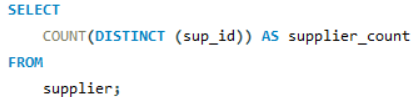 SELECT
    COUNT(DISTINCT (sup_id)) AS supplier_count
FROM
    supplier;